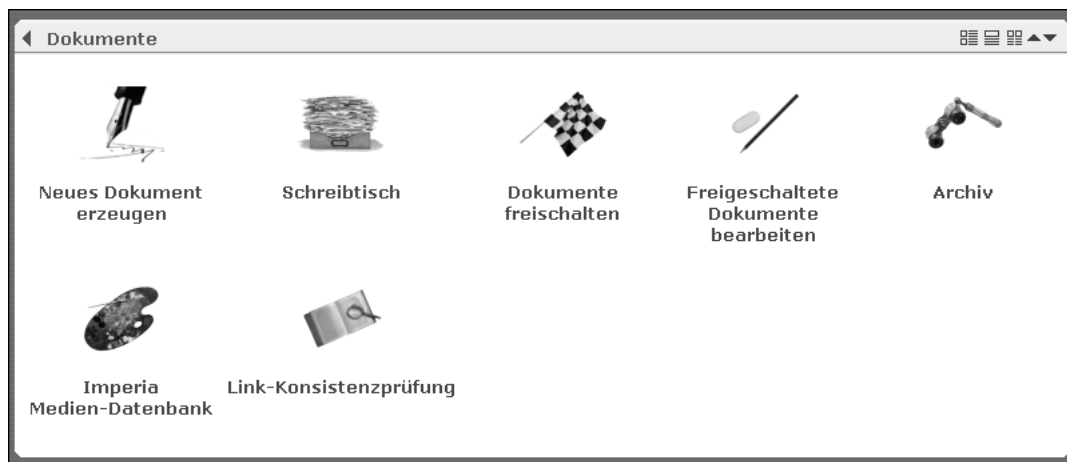 Dokumente
Neues Dokument
erzeugen
Schreibtisch
Dokumente
freischalten
Freigeschaltete
Dokumente
bearbeiten
Archiv
Imperia
Medien-Datenbank
Link-Konsistenzprüfung